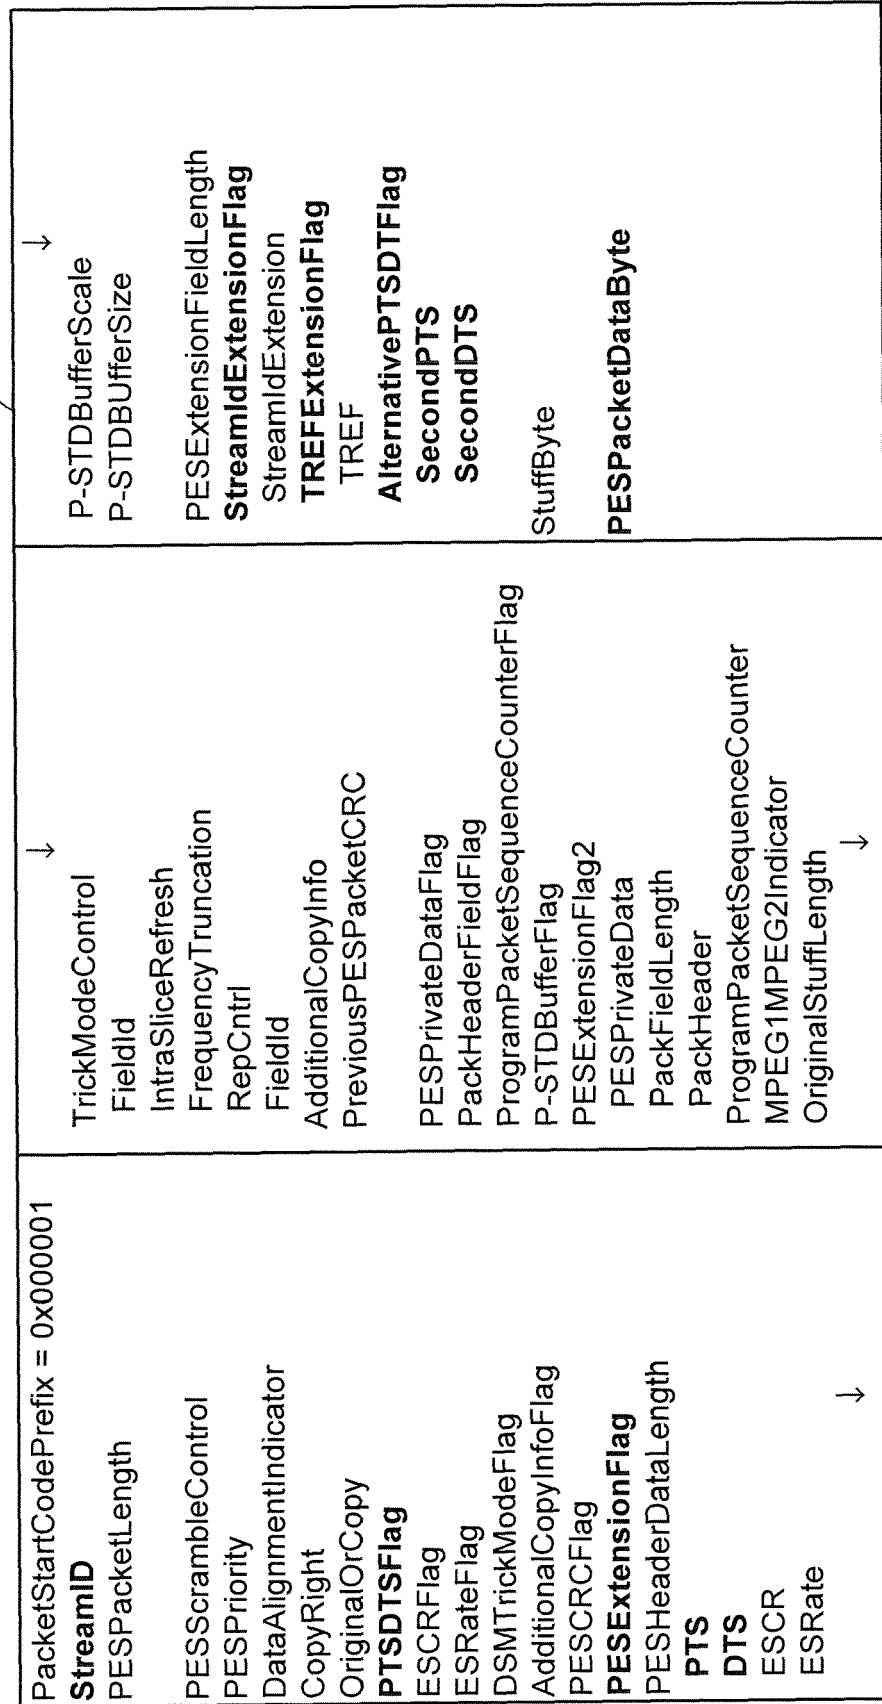 PacketStartCodePrefix = 0x000001
StreamID
PESPacketLength
PESScrambleControl
PESPriority
DataAlignmentIndicator
CopyRight
OriginalOrCopy
PTSDTSFlag
ESCRFlag
ESRateFlag
DSMTrickModeFlag
AdditionalCopyInfoFlag
PESCRCFlag
PESExtensionFlag
PESHeaderDataLength
PTS
DTS
ESCR
ESRate
↓
↓
TrickModeControl
FieldId
IntraSliceRefresh
FrequencyTruncation
RepCntrl
FieldId
AdditionalCopyInfo
PreviousPESPacketCRC
PESPrivateDataFlag
PackHeaderFieldFlag
ProgramPacketSequenceCounterFlag
P-STDBufferFlag
PESExtensionFlag2
PESPrivateData
PackFieldLength
PackHeader
ProgramPacketSequenceCounter
MPEG1MPEG2Indicator
OriginalStuffLength
↓
↓
P-STDBufferScale
P-STDBUfferSize
PESExtensionFieldLength
StreamIdExtensionFlag
StreamIdExtension
TREFExtensionFlag
TREF
AlternativePTSDTFlag
SecondPTS
SecondDTS
StuffByte
PESPacketDataByte